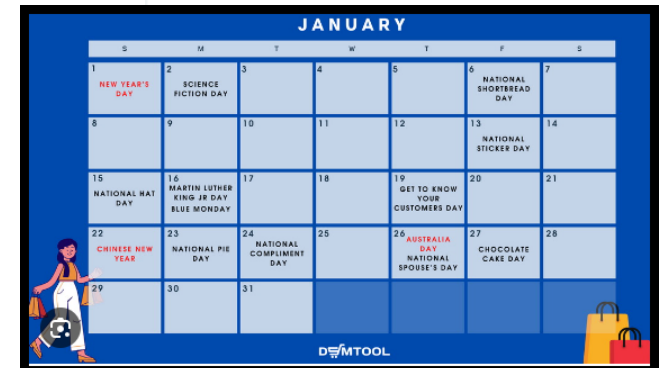 JANUARY
S M T W T F S
1 2 3 4 5 6 7
NEW YEAR'S
DAY
SCIENCE
FICTION DAY
NATIONAL
SHORTBREAD
DAY
8 9 10 11 12 13 14
NATIONAL
STICKER DAY
15 16 17 18 19 20 21
NATIONAL HAT
DAY
MARTIN LUTHER
KING JR DAY
BLUE MONDAY
GET TO KNOW
YOUR
CUSTOMERS DAY
22 23 24 25 26 27 28
CHINESE NEW
YEAR
NATIONAL PIE
DAY
NATIONAL
COMPLIMENT
DAY
AUSTRALIA
DAY
NATIONAL
SPOUSE'S DAY
CHOCOLATE
CAKE DAY
29 30 31